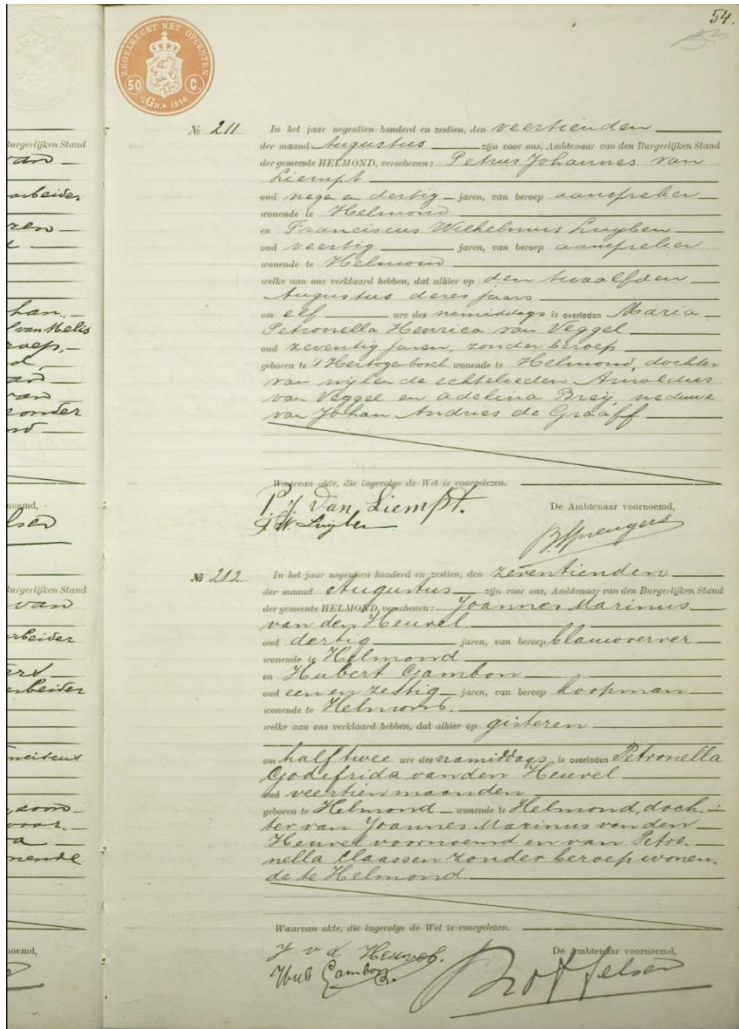 54.
ZEGELRECHT MET OPCENTEN
50 C.
Gr. • 1916
№ 211 In het jaar negentien honderd en zestien, den veertienden
der maand Augustus zijn voor ons, Ambtenaar van den Burgerlijken Stand
der gemeente HELMOND, verschenen: Petrus Johannes van
Liempt
oud nege en dertig jaren, van beroep aanspreker
wonende te Helmond
en Franciscus Wilhelmus Luyben
oud veertig jaren, van beroep aanspreker
wonende te Helmond
welke aan ons verklaard hebben, dat alhier op den twaalfden
Augustus dezes jaars
om elf ure des namiddags is overleden Maria
Petronella Henrica van Veggel
oud zeventig jaren, zonder beroep
geboren te 's Hertogenbosch wonende te Helmond, dochter
van wijlen de echtelieden Arnoldus
van Veggel en Adelina Breij, weduwe
van Johan Andries de Graaff
Waarvan akte, die ingevolge de Wet is voorgelezen.
De Ambtenaar voornoemd,
P. J. Van Liempt.
F. W. Luyben
B. Sprengers
№ 212 In het jaar negentien honderd en zestien, den zeventienden
der maand Augustus zijn voor ons, Ambtenaar van den Burgerlijken Stand
der gemeente HELMOND, verschenen: Joannes Marinus
van den Heuvel
oud dertig jaren, van beroep blauwverver
wonende te Helmond
en Hubert Gambon
oud een en zestig jaren, van beroep koopman
wonende te Helmond.
welke aan ons verklaard hebben, dat alhier op gisteren
om half twee ure des namiddags is overleden Petronella
Godefrida van den Heuvel
oud veertien maanden
geboren te Helmond wonende te Helmond, doch-
ter van Joannes Marinus van den
Heuvel voornoemd en van Petro-
nella Claassen zonder beroep wonen-
de te Helmond
Waarvan akte, die ingevolge de Wet is voorgelezen.
De Ambtenaar voornoemd,
J v d Heuvel.
Hub Gambon